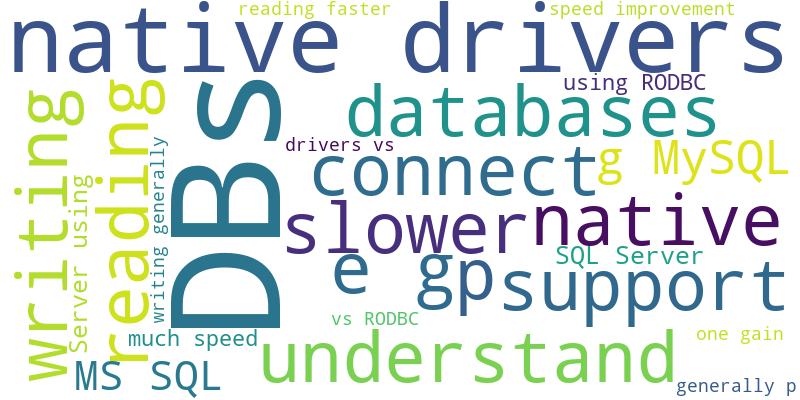 reading faster
speed improvement
native drivers
using RODBC
writing
reading
DBs
databases
drivers vs
writing generally
connect
g MySQL
Server using
slower
native
SQL Server
e g
p
support
vs RODBC
much speed
understand
one gain
MS SQL
generally p